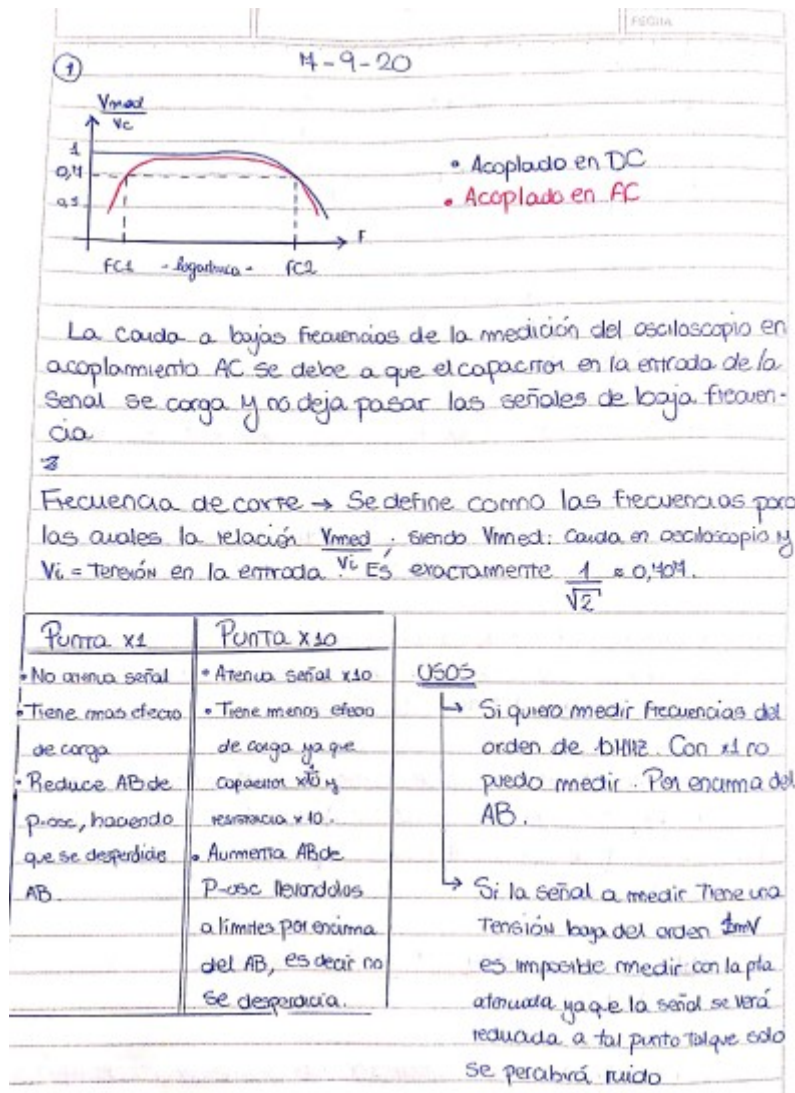 FECHA
1
7-9-20
Vmed
Vc
1
0,7
0,1
F
FC1 - logarítmica - FC2
• Acoplado en DC
• Acoplado en AC
La caída a bajas frecuencias de la medición del osciloscopio en
acoplamiento AC se debe a que el capacitor en la entrada de la
señal se carga y no deja pasar las señales de baja frecuen-
cia
Frecuencia de corte → Se define como las frecuencias para
las cuales la relación Vmed/Vi, siendo Vmed: Caída en osciloscopio y
Vi = Tensión en la entrada. Es exactamente 1/√2 ≈ 0,707.
Punta x1
• No atenua señal
• Tiene mas efecto
de carga
• Reduce AB de
p-osc, haciendo
que se desperdicie
AB.
Punta x10
• Atenua señal x10
• Tiene menos efecto
de carga ya que
capacitor y
resistencia x10.
• Aumenta AB de
P-osc llevandolos
a límites por encima
del AB, es decir no
se desperdicia.
USOS
↳ Si quiero medir frecuencias del
orden de MHz. Con x1 no
puedo medir. Por encima del
AB.
↳ Si la señal a medir Tiene una
Tensión baja del orden 1mV
es imposible medir con la pta
atenuada ya que la señal se verá
reducida a tal punto tal que solo
se percibirá ruido